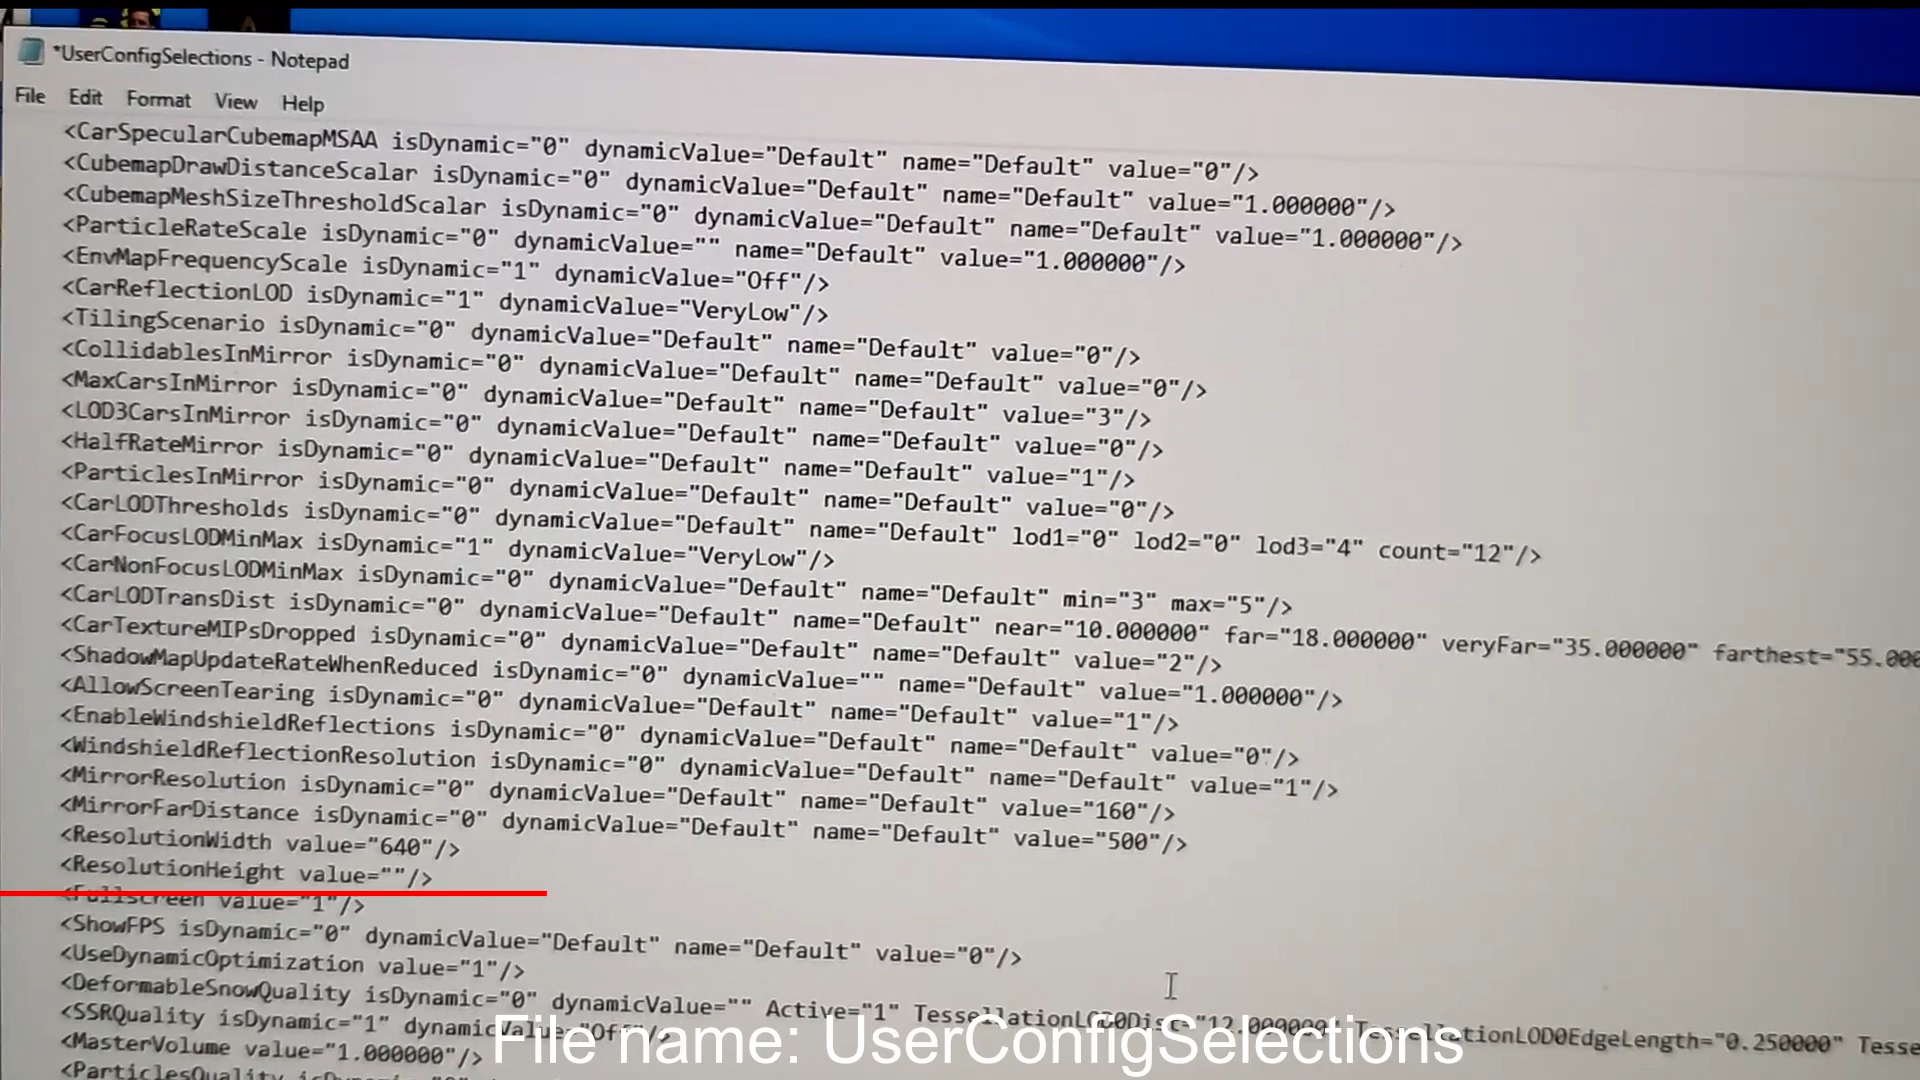 *UserConfigSelections - Notepad
File Edit Format View Help
<CarSpecularCubemapMSAA isDynamic="0" dynamicValue="Default" name="Default" value="0"/>
<CubemapDrawDistanceScalar isDynamic="0" dynamicValue="Default" name="Default" value="1.000000"/>
<CubemapMeshSizeThresholdScalar isDynamic="0" dynamicValue="Default" name="Default" value="1.000000"/>
<ParticleRateScale isDynamic="0" dynamicValue="" name="Default" value="1.000000"/>
<EnvMapFrequencyScale isDynamic="1" dynamicValue="Off"/>
<CarReflectionLOD isDynamic="1" dynamicValue="VeryLow"/>
<TilingScenario isDynamic="0" dynamicValue="Default" name="Default" value="0"/>
<CollidablesInMirror isDynamic="0" dynamicValue="Default" name="Default" value="0"/>
<MaxCarsInMirror isDynamic="0" dynamicValue="Default" name="Default" value="3"/>
<LOD3CarsInMirror isDynamic="0" dynamicValue="Default" name="Default" value="0"/>
<HalfRateMirror isDynamic="0" dynamicValue="Default" name="Default" value="1"/>
<ParticlesInMirror isDynamic="0" dynamicValue="Default" name="Default" value="0"/>
<CarLODThresholds isDynamic="0" dynamicValue="Default" name="Default" lod1="0" lod2="0" lod3="4" count="12"/>
<CarFocusLODMinMax isDynamic="1" dynamicValue="VeryLow"/>
<CarNonFocusLODMinMax isDynamic="0" dynamicValue="Default" name="Default" min="3" max="5"/>
<CarLODTransDist isDynamic="0" dynamicValue="Default" name="Default" near="10.000000" far="18.000000" veryFar="35.000000" farthest="55.000
<CarTextureMIPsDropped isDynamic="0" dynamicValue="Default" name="Default" value="2"/>
<ShadowMapUpdateRateWhenReduced isDynamic="0" dynamicValue="" name="Default" value="1.000000"/>
<AllowScreenTearing isDynamic="0" dynamicValue="Default" name="Default" value="1"/>
<EnableWindshieldReflections isDynamic="0" dynamicValue="Default" name="Default" value="0"/>
<WindshieldReflectionResolution isDynamic="0" dynamicValue="Default" name="Default" value="1"/>
<MirrorResolution isDynamic="0" dynamicValue="Default" name="Default" value="160"/>
<MirrorFarDistance isDynamic="0" dynamicValue="Default" name="Default" value="500"/>
<ResolutionWidth value="640"/>
<ResolutionHeight value=""/>
<Fullscreen value="1"/>
<ShowFPS isDynamic="0" dynamicValue="Default" name="Default" value="0"/>
<UseDynamicOptimization value="1"/>
<DeformableSnowQuality isDynamic="0" dynamicValue="" Active="1" TessellationLOD0Dist="12.000000" TessellationLOD0EdgeLength="0.250000" Tesse
<SSRQuality isDynamic="1" dynamicValue="Off"/>
<MasterVolume value="1.000000"/>
File name: UserConfigSelections